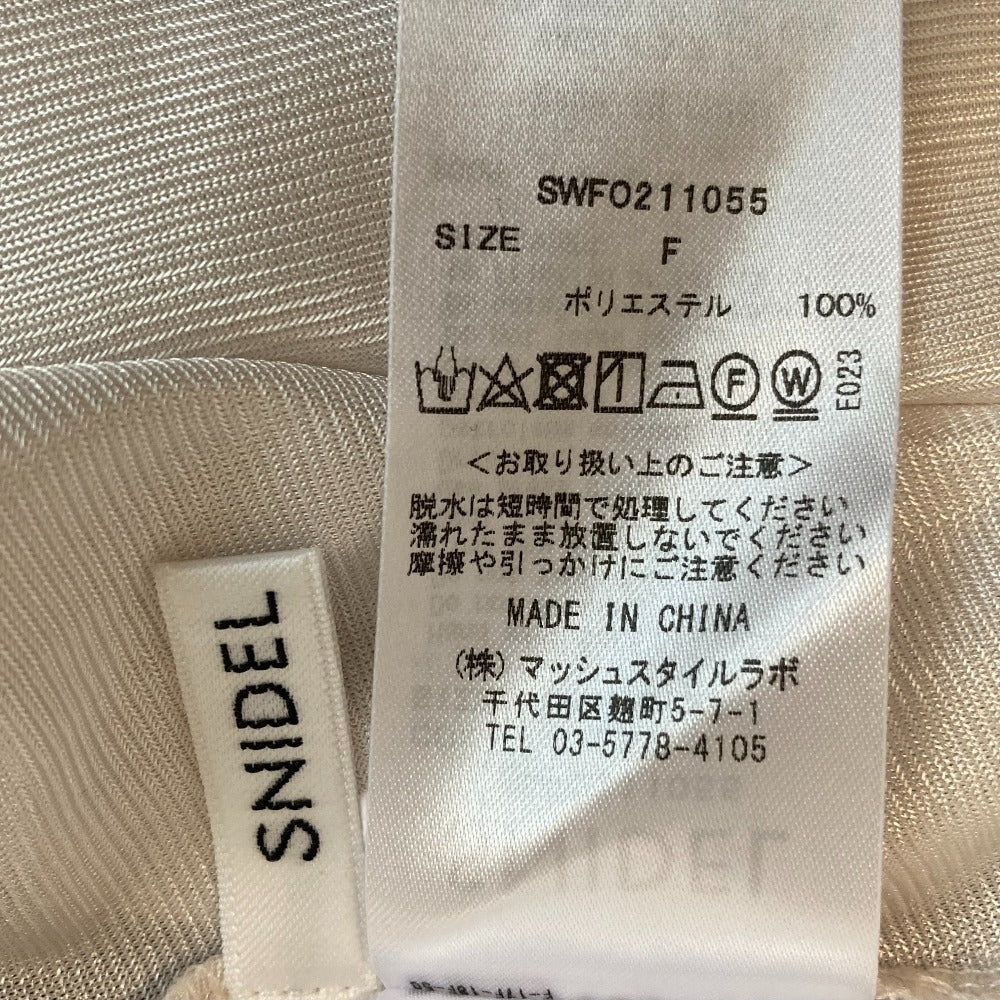 SWFO211055
SIZE F
ポリエステル 100%
F W E023
<お取り扱い上のご注意>
脱水は短時間で処理してください
濡れたまま放置しないでください
摩擦や引っかけにご注意ください
MADE IN CHINA
(株)マッシュスタイルラボ
千代田区麹町5-7-1
TEL 03-5778-4105
SNIDEL